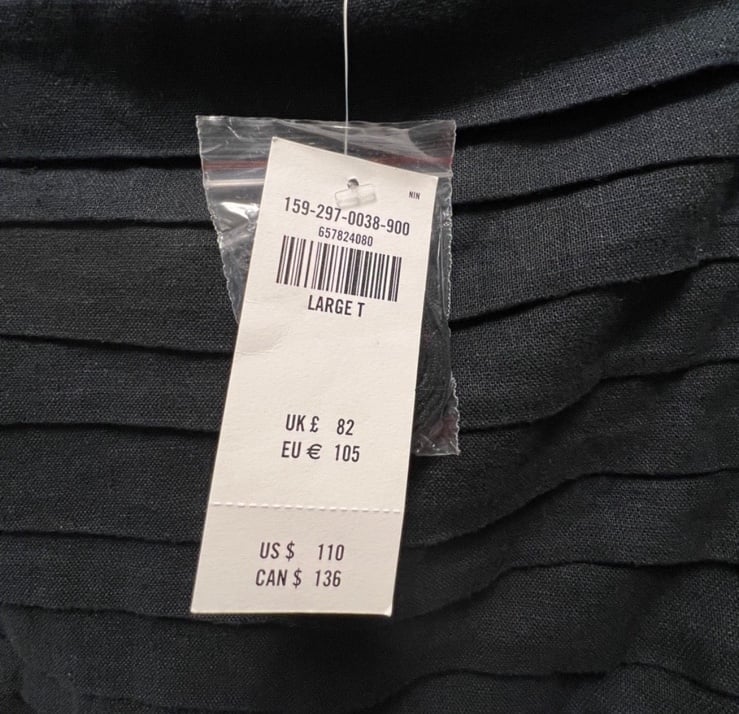 NIN
159-297-0038-900
657824080
LARGE T
UK £ 82
EU € 105
US $ 110
CAN $ 136